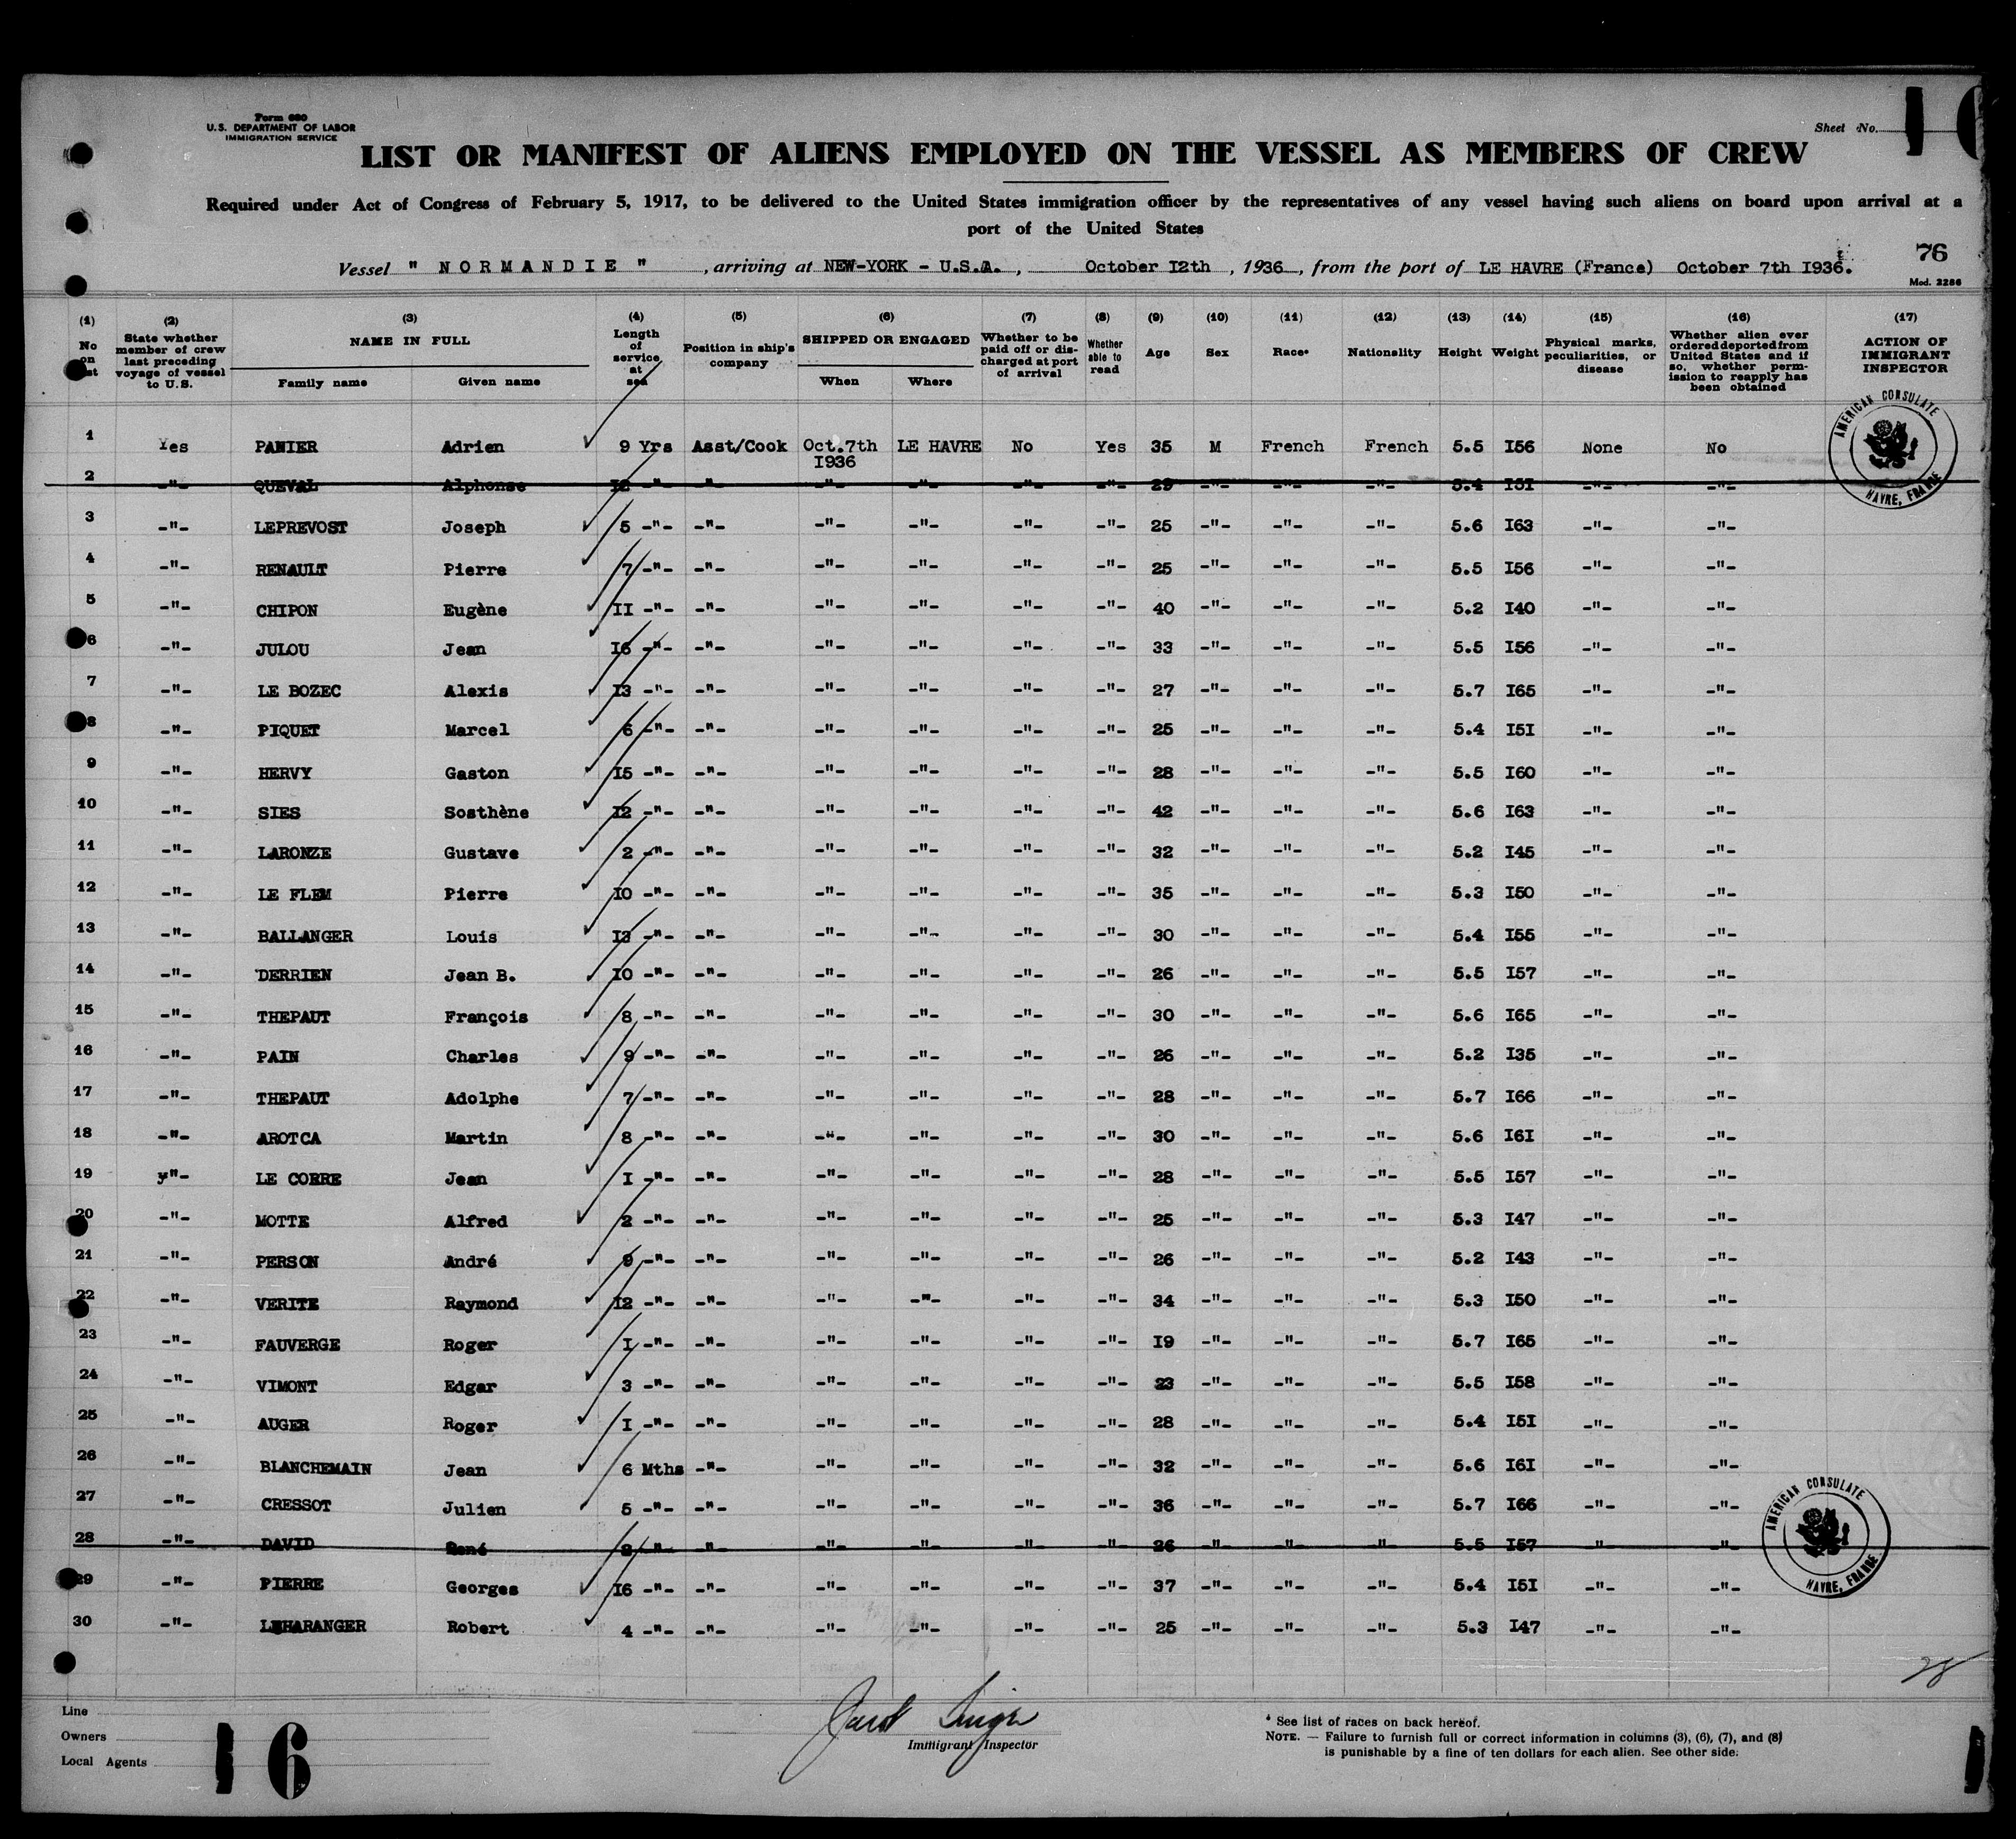 Form 680
U.S. DEPARTMENT OF LABOR
IMMIGRATION SERVICE
Sheet No. 1
LIST OR MANIFEST OF ALIENS EMPLOYED ON THE VESSEL AS MEMBERS OF CREW
Required under Act of Congress of February 5, 1917, to be delivered to the United States immigration officer by the representatives of any vessel having such aliens on board upon arrival at a
port of the United States
Vessel " NORMANDIE " , arriving at NEW-YORK - U.S.A. , October I2th , 1936 , from the port of LE HAVRE (France) October 7th I936.
76
Mod. 2286
(1) No on list (2) State whether member of crew last preceding voyage of vessel to U.S. (3) NAME IN FULL Family name Given name (4) Length of service at sea (5) Position in ship's company (6) SHIPPED OR ENGAGED When Where (7) Whether to be paid off or discharged at port of arrival (8) Whether able to read (9) Age (10) Sex (11) Race* (12) Nationality (13) Height (14) Weight (15) Physical marks, peculiarities, or disease (16) Whether alien ever ordered deported from United States and if so, whether permission to reapply has been obtained (17) ACTION OF IMMIGRANT INSPECTOR
1 Yes PANIER Adrien 9 Yrs Asst/Cook Oct.7th I936 LE HAVRE No Yes 35 M French French 5.5 I56 None No
2 -"- QUEVAL Alphonse I2 -"- -"- -"- -"- -"- -"- 29 -"- -"- -"- 5.4 I5I -"- -"-
3 -"- LEPREVOST Joseph 5 -"- -"- -"- -"- -"- -"- 25 -"- -"- -"- 5.6 I63 -"- -"-
4 -"- RENAULT Pierre 7 -"- -"- -"- -"- -"- -"- 25 -"- -"- -"- 5.5 I56 -"- -"-
5 -"- CHIPON Eugène II -"- -"- -"- -"- -"- -"- 40 -"- -"- -"- 5.2 I40 -"- -"-
6 -"- JULOU Jean I6 -"- -"- -"- -"- -"- -"- 33 -"- -"- -"- 5.5 I56 -"- -"-
7 -"- LE BOZEC Alexis I3 -"- -"- -"- -"- -"- -"- 27 -"- -"- -"- 5.7 I65 -"- -"-
8 -"- PIQUET Marcel 6 -"- -"- -"- -"- -"- -"- 25 -"- -"- -"- 5.4 I5I -"- -"-
9 -"- HERVY Gaston I5 -"- -"- -"- -"- -"- -"- 28 -"- -"- -"- 5.5 I60 -"- -"-
10 -"- SIES Sosthène I2 -"- -"- -"- -"- -"- -"- 42 -"- -"- -"- 5.6 I63 -"- -"-
11 -"- LARONZE Gustave 2 -"- -"- -"- -"- -"- -"- 32 -"- -"- -"- 5.2 I45 -"- -"-
12 -"- LE FLEM Pierre IO -"- -"- -"- -"- -"- -"- 35 -"- -"- -"- 5.3 I50 -"- -"-
13 -"- BALLANGER Louis I3 -"- -"- -"- -"- -"- -"- 30 -"- -"- -"- 5.4 I55 -"- -"-
14 -"- DERRIEN Jean B. IO -"- -"- -"- -"- -"- -"- 26 -"- -"- -"- 5.5 I57 -"- -"-
15 -"- THEPAUT François 8 -"- -"- -"- -"- -"- -"- 30 -"- -"- -"- 5.6 I65 -"- -"-
16 -"- PAIN Charles 9 -"- -"- -"- -"- -"- -"- 26 -"- -"- -"- 5.2 I35 -"- -"-
17 -"- THEPAUT Adolphe 7 -"- -"- -"- -"- -"- -"- 28 -"- -"- -"- 5.7 I66 -"- -"-
18 -"- AROTCA Martin 8 -"- -"- -"- -"- -"- -"- 30 -"- -"- -"- 5.6 I6I -"- -"-
19 y"- LE CORRE Jean I -"- -"- -"- -"- -"- -"- 28 -"- -"- -"- 5.5 I57 -"- -"-
20 -"- MOTTE Alfred 2 -"- -"- -"- -"- -"- -"- 25 -"- -"- -"- 5.3 I47 -"- -"-
21 -"- PERSON André 9 -"- -"- -"- -"- -"- -"- 26 -"- -"- -"- 5.2 I43 -"- -"-
22 -"- VERITE Raymond I2 -"- -"- -"- -"- -"- -"- 34 -"- -"- -"- 5.3 I50 -"- -"-
23 -"- FAUVERGE Roger I -"- -"- -"- -"- -"- -"- I9 -"- -"- -"- 5.7 I65 -"- -"-
24 -"- VIMONT Edgar 3 -"- -"- -"- -"- -"- -"- 23 -"- -"- -"- 5.5 I58 -"- -"-
25 -"- AUGER Roger I -"- -"- -"- -"- -"- -"- 28 -"- -"- -"- 5.4 I5I -"- -"-
26 -"- BLANCHEMAIN Jean 6 Mths -"- -"- -"- -"- -"- 32 -"- -"- -"- 5.6 I6I -"- -"-
27 -"- CRESSOT Julien 5 -"- -"- -"- -"- -"- -"- 36 -"- -"- -"- 5.7 I66 -"- -"-
28 -"- DAVID René -"- -"- -"- -"- -"- -"- 26 -"- -"- -"- 5.5 I57 -"- -"-
29 -"- PIERRE Georges I6 -"- -"- -"- -"- -"- -"- 37 -"- -"- -"- 5.4 I5I -"- -"-
30 -"- LEHARANGER Robert 4 -"- -"- -"- -"- -"- -"- 25 -"- -"- -"- 5.3 I47 -"- -"-
AMERICAN CONSULATE
HAVRE, FRANCE
AMERICAN CONSULATE
HAVRE, FRANCE
28
Line
Owners
Local Agents
16
Immigrant Inspector
* See list of races on back hereof.
NOTE. — Failure to furnish full or correct information in columns (3), (6), (7), and (8)
is punishable by a fine of ten dollars for each alien. See other side.